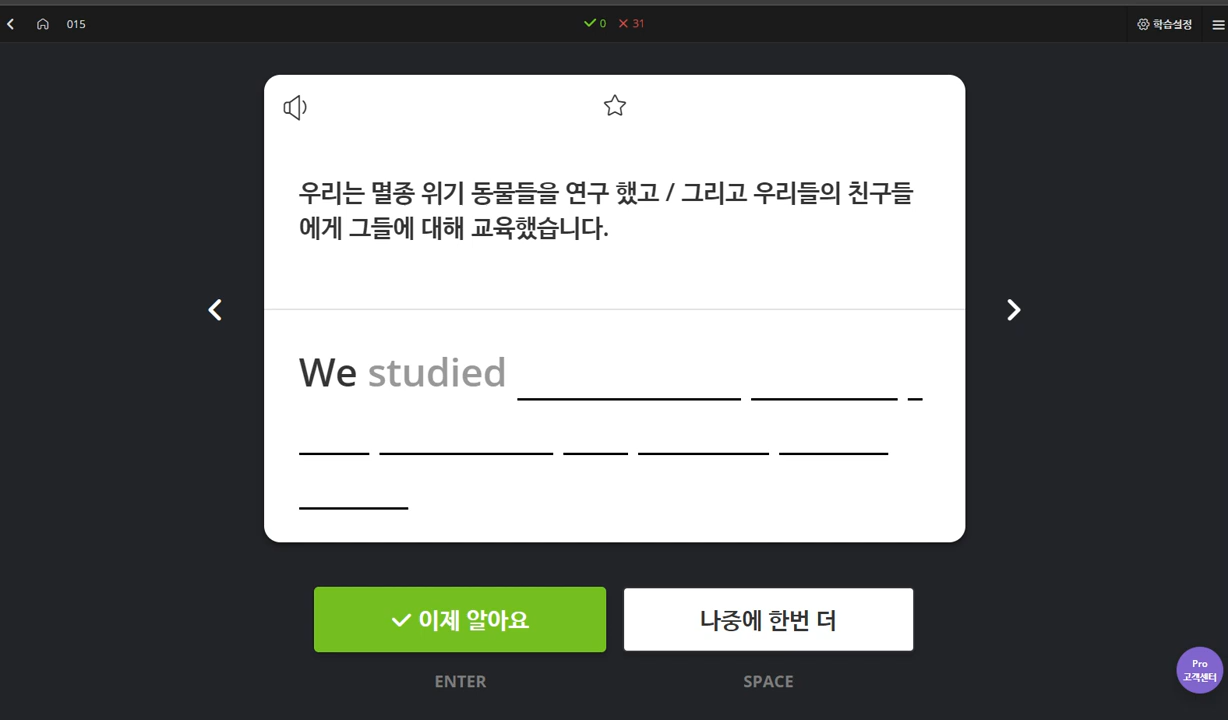 015
0
31
학습설정
우리는 멸종 위기 동물들을 연구 했고 / 그리고 우리들의 친구들
에게 그들에 대해 교육했습니다.
We studied
/
이제 알아요
나중에 한번 더
ENTER
SPACE
Pro
고객센터